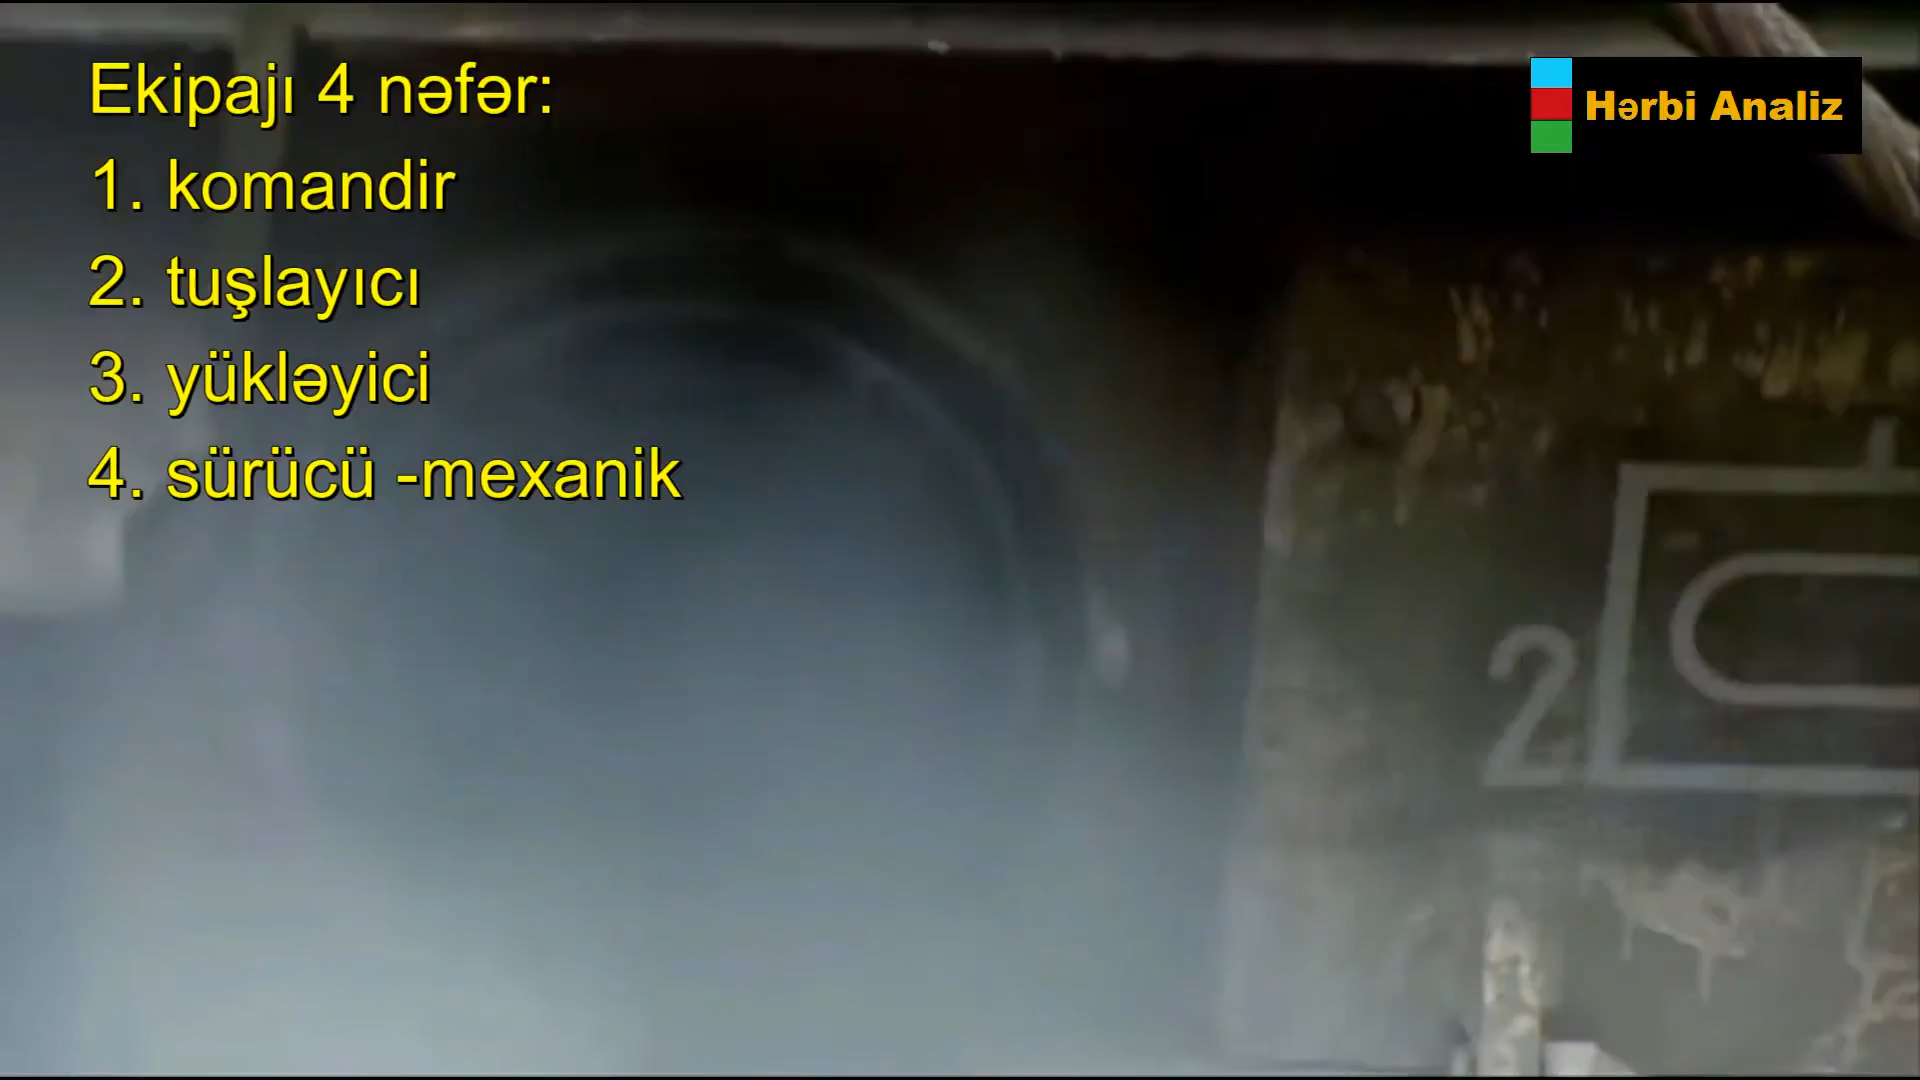 Ekipajı 4 nəfər:
1. komandir
2. tuşlayıcı
3. yükləyici
4. sürücü -mexanik
Hərbi Analiz
2